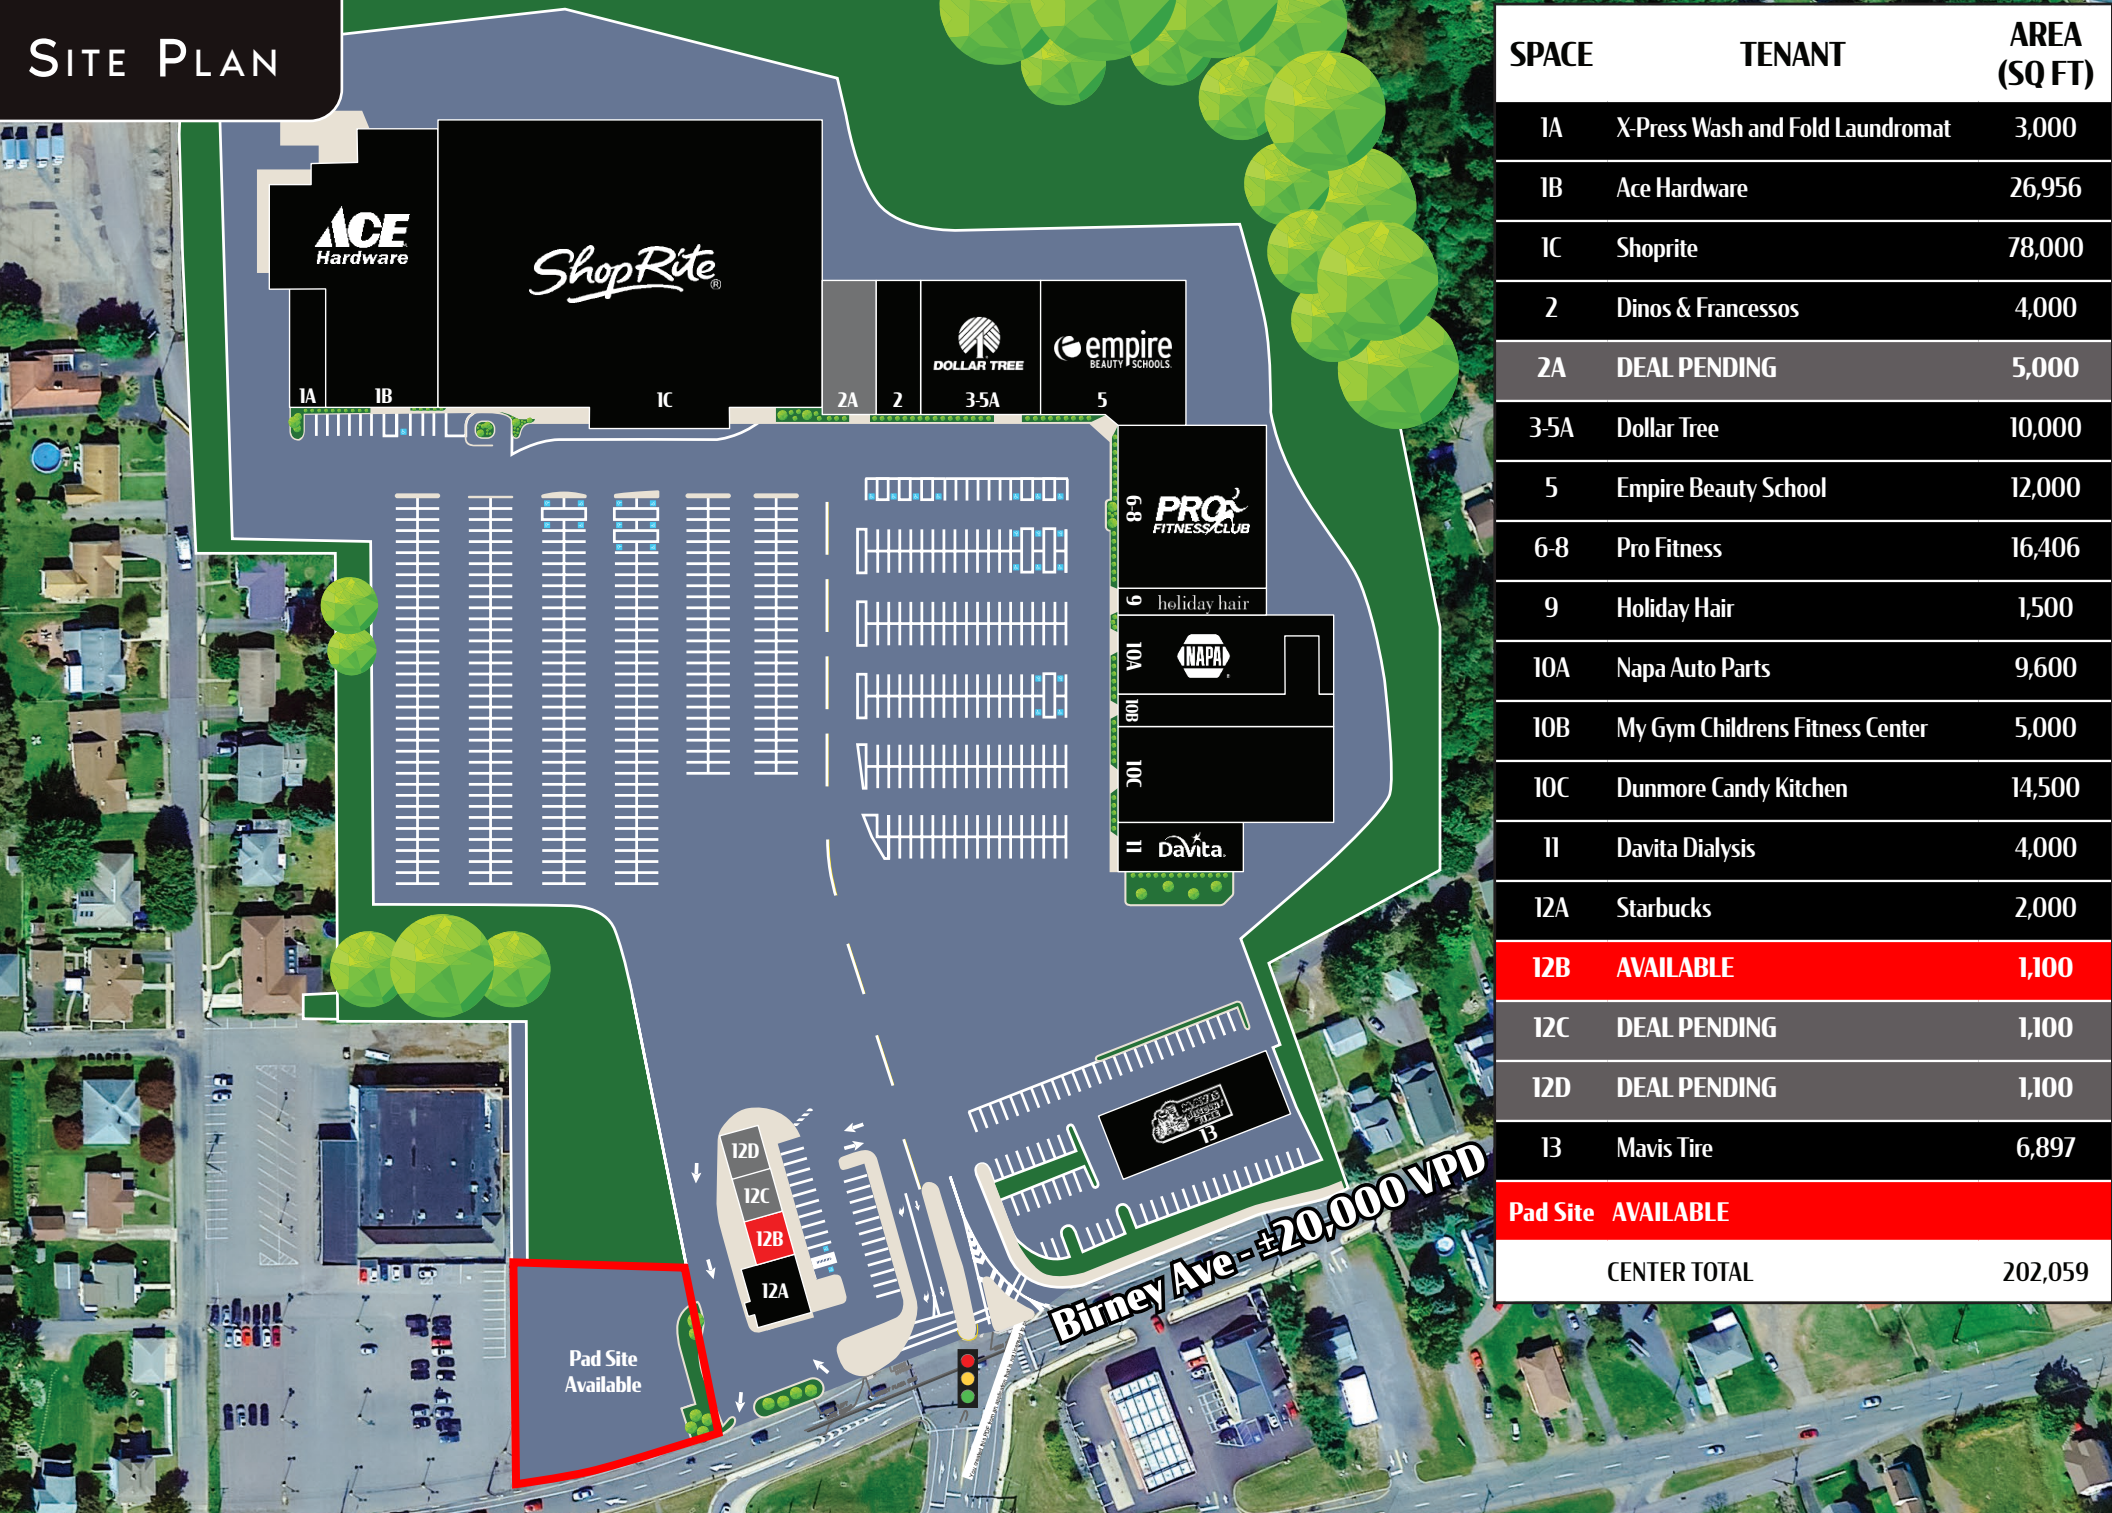 SITE PLAN
ACE
Hardware
ShopRite®
1A
1B
1C
2A
2
DOLLAR TREE
3-5A
empire
BEAUTY SCHOOLS
5
6-8
PRO
FITNESS CLUB
9
holiday hair
10A
NAPA
10B
10C
11
Davita
12D
12C
12B
12A
MAVIS
DISCOUNT
TIRE
13
Birney Ave - ±20,000 VPD
Pad Site
Available
SPACE TENANT AREA (SQ FT)
1A X-Press Wash and Fold Laundromat 3,000
1B Ace Hardware 26,956
1C Shoprite 78,000
2 Dinos & Francessos 4,000
2A DEAL PENDING 5,000
3-5A Dollar Tree 10,000
5 Empire Beauty School 12,000
6-8 Pro Fitness 16,406
9 Holiday Hair 1,500
10A Napa Auto Parts 9,600
10B My Gym Childrens Fitness Center 5,000
10C Dunmore Candy Kitchen 14,500
11 Davita Dialysis 4,000
12A Starbucks 2,000
12B AVAILABLE 1,100
12C DEAL PENDING 1,100
12D DEAL PENDING 1,100
13 Mavis Tire 6,897
Pad Site AVAILABLE
CENTER TOTAL 202,059